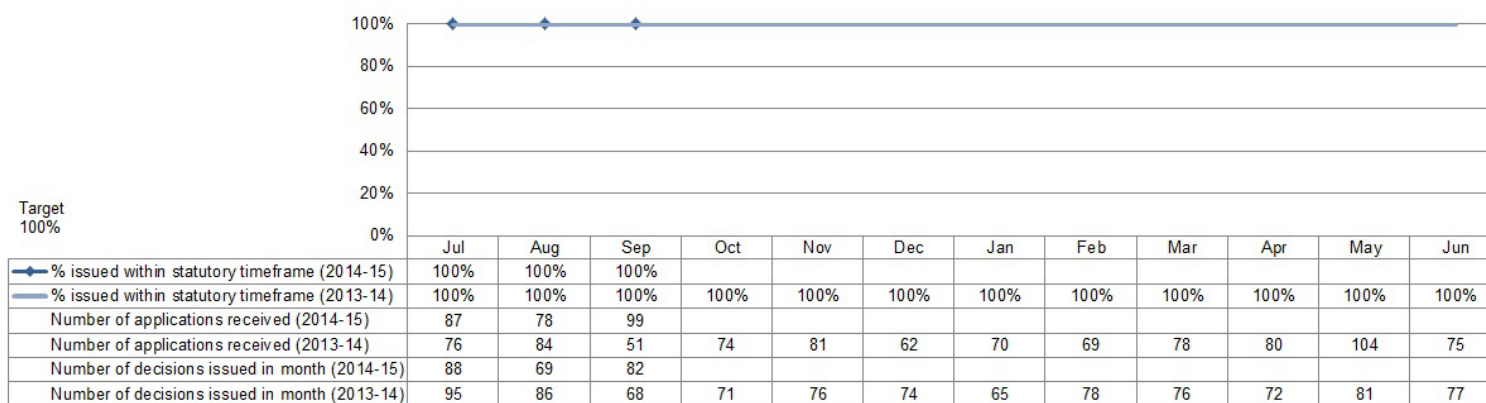 100%
80%
60%
40%
20%
0%
Target
100%
Jul Aug Sep Oct Nov Dec Jan Feb Mar Apr May Jun
% issued within statutory timeframe (2014-15) 100% 100% 100%
% issued within statutory timeframe (2013-14) 100% 100% 100% 100% 100% 100% 100% 100% 100% 100% 100% 100%
Number of applications received (2014-15) 87 78 99
Number of applications received (2013-14) 76 84 51 74 81 62 70 69 78 80 104 75
Number of decisions issued in month (2014-15) 88 69 82
Number of decisions issued in month (2013-14) 95 86 68 71 76 74 65 78 76 72 81 77